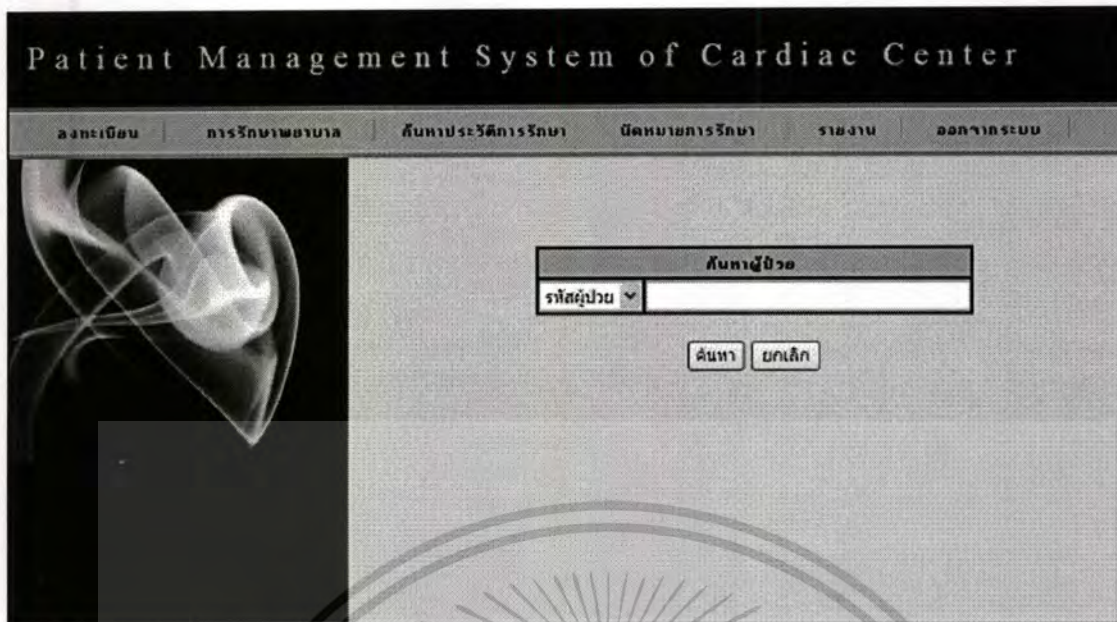 Patient Management System of Cardiac Center
ลงทะเบียน การรักษาพยาบาล ค้นหาประวัติการรักษา นัดหมายการรักษา รายงาน ออกจากระบบ
ค้นหาผู้ป่วย
รหัสผู้ป่วย
ค้นหา ยกเลิก